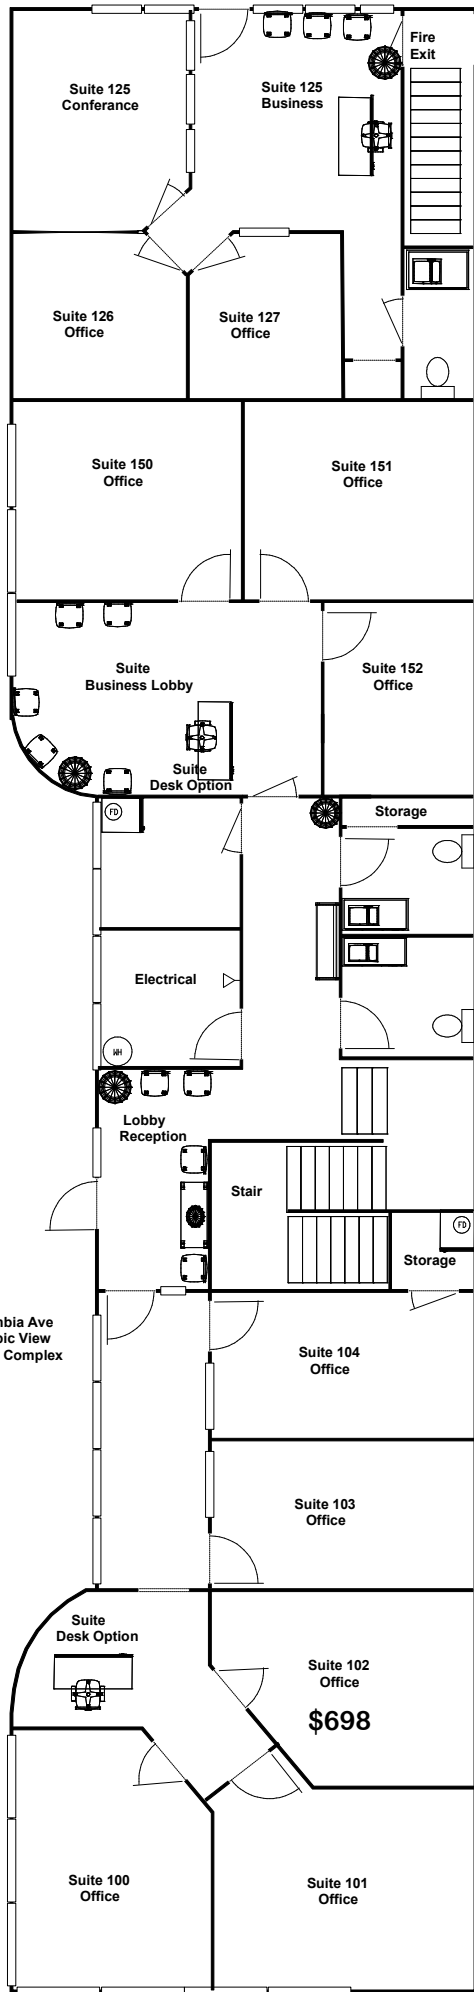 Fire
Exit
Suite 125
Conferance
Suite 125
Business
Suite 126
Office
Suite 127
Office
Suite 150
Office
Suite 151
Office
Suite
Business Lobby
Suite 152
Office
Suite
Desk Option
FD
Storage
Electrical
WH
Lobby
Reception
Stair
FD
Storage
bia Ave
ic View
Complex
Suite 104
Office
Suite 103
Office
Suite
Desk Option
Suite 102
Office
$698
Suite 100
Office
Suite 101
Office